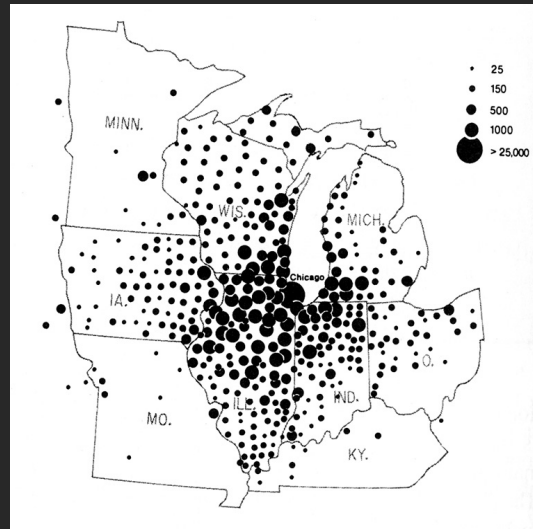 25
150
500
1000
> 25,000
MINN.
WIS.
MICH.
Chicago
IA.
O.
ILL.
IND.
MO.
KY.